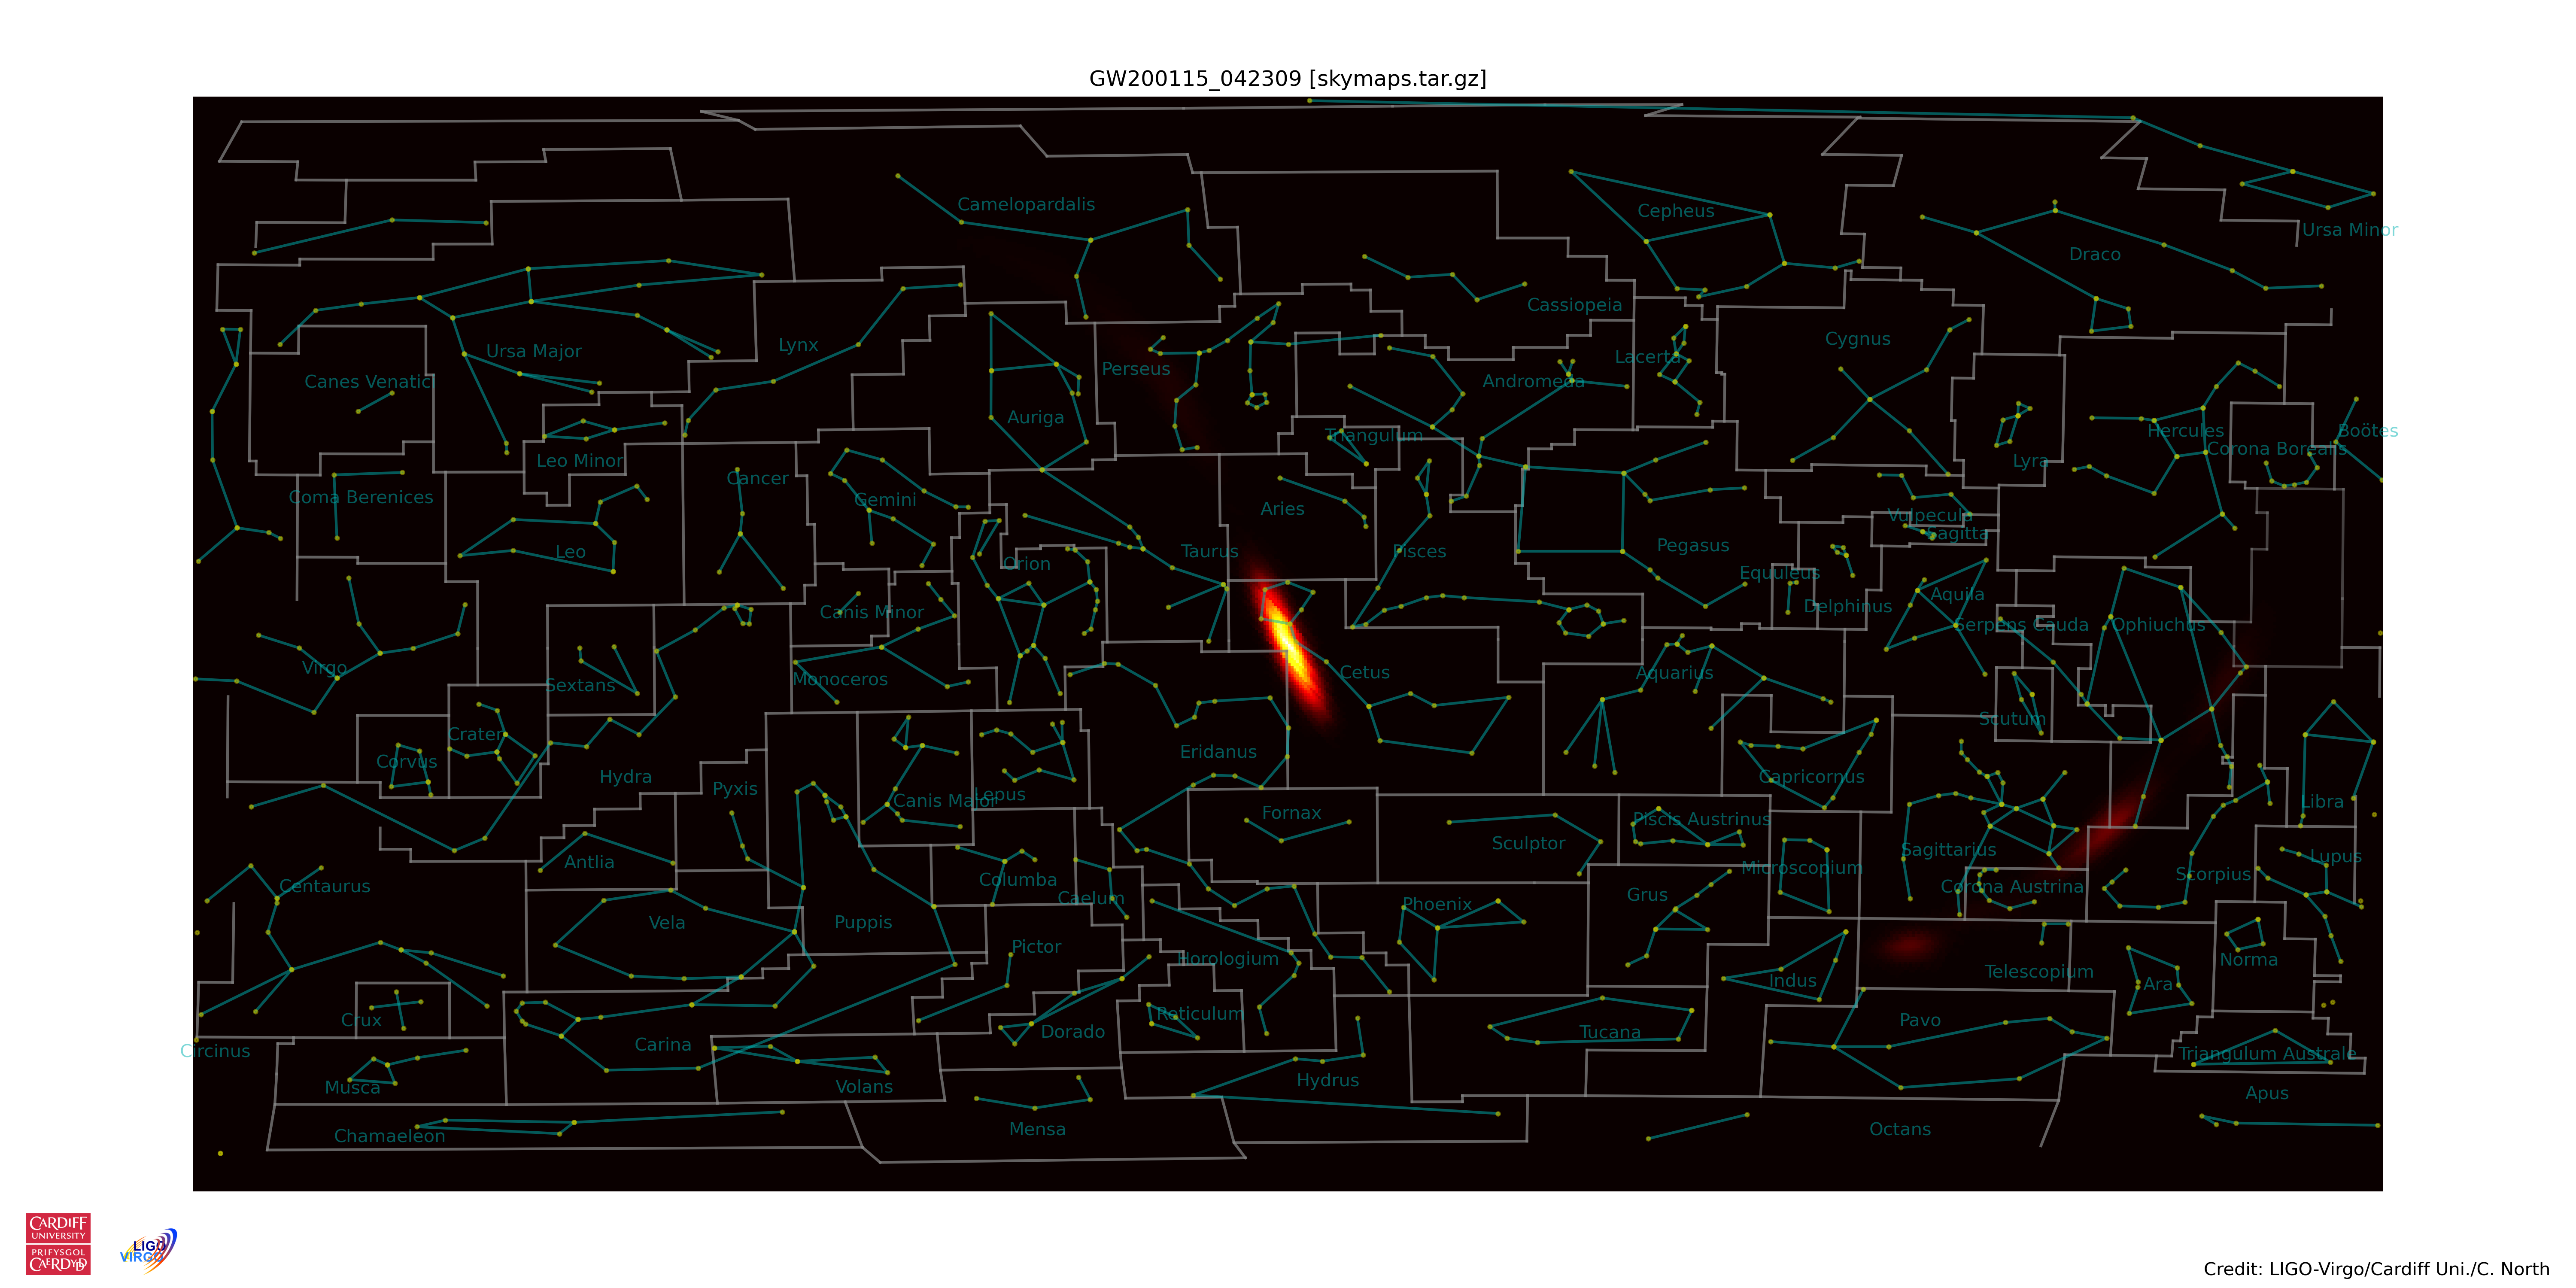 GW200115_042309 [skymaps.tar.gz]
Camelopardalis
Cepheus
Ursa Minor
Draco
Cassiopeia
Cygnus
Lynx
Ursa Major
Lacerta
Perseus
Canes Venatici
Andromeda
Auriga
Triangulum
Hercules
Boötes
Corona Borealis
Leo Minor
Lyra
Cancer
Coma Berenices
Gemini
Aries
Vulpecula
Sagitta
Leo
Taurus
Pisces
Pegasus
Orion
Equuleus
Aquila
Canis Minor
Delphinus
Serpens Cauda
Ophiuchus
Virgo
Cetus
Aquarius
Monoceros
Sextans
Scutum
Crater
Eridanus
Corvus
Hydra
Capricornus
Pyxis
Lepus
Canis Major
Libra
Fornax
Piscis Austrinus
Sculptor
Sagittarius
Antlia
Lupus
Microscopium
Scorpius
Columba
Centaurus
Corona Austrina
Grus
Caelum
Phoenix
Vela
Puppis
Pictor
Horologium
Norma
Telescopium
Indus
Ara
Reticulum
Crux
Pavo
Dorado
Tucana
Carina
Circinus
Triangulum Australe
Hydrus
Musca
Volans
Apus
Mensa
Octans
Chamaeleon
CARDIFF
UNIVERSITY
PRIFYSGOL
CAERDYDD
LIGO
VIRGO
Credit: LIGO-Virgo/Cardiff Uni./C. North